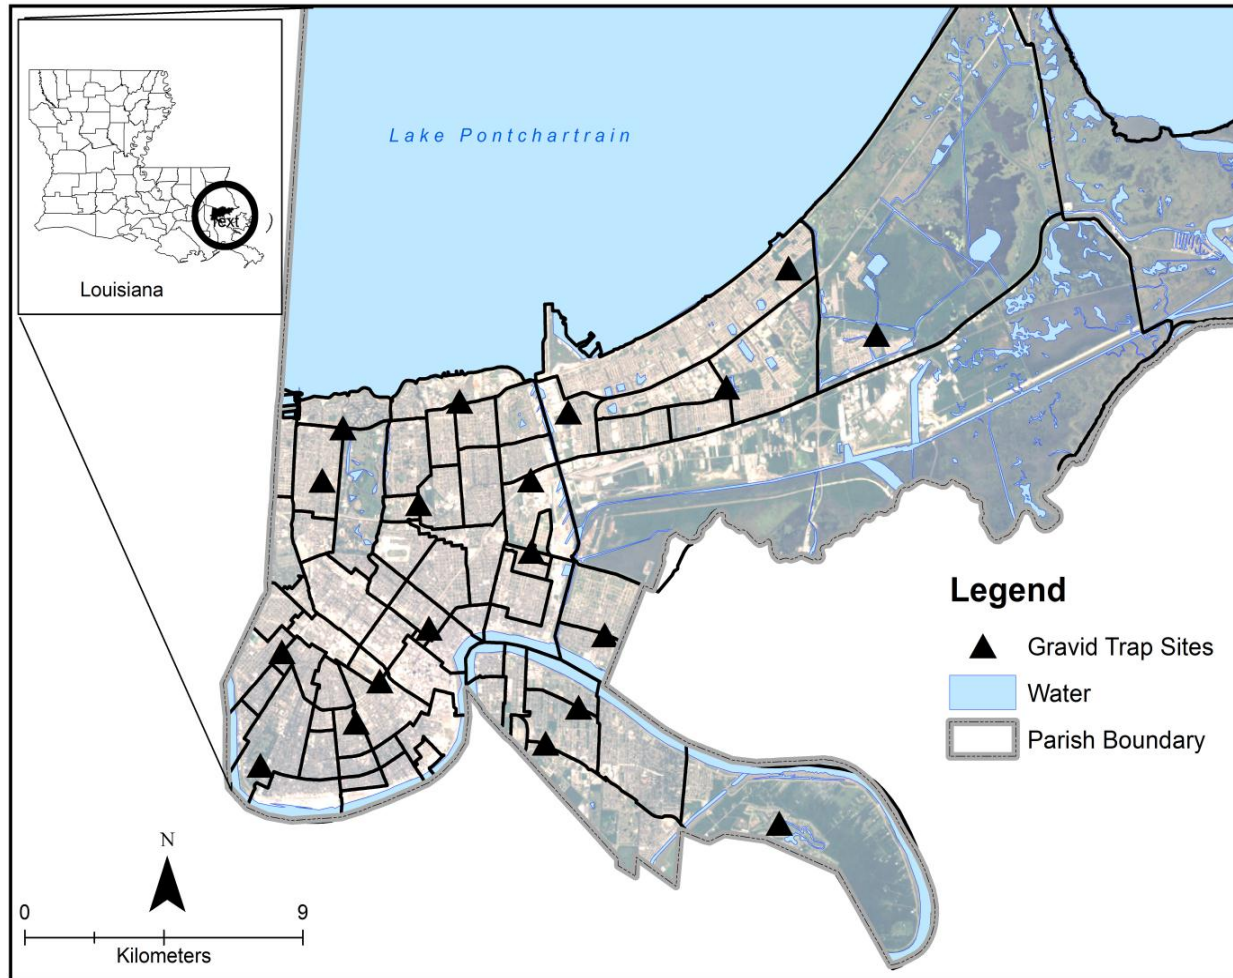 Lake Pontchartrain
Text
Louisiana
Legend
Gravid Trap Sites
Water
Parish Boundary
N
0 9
Kilometers